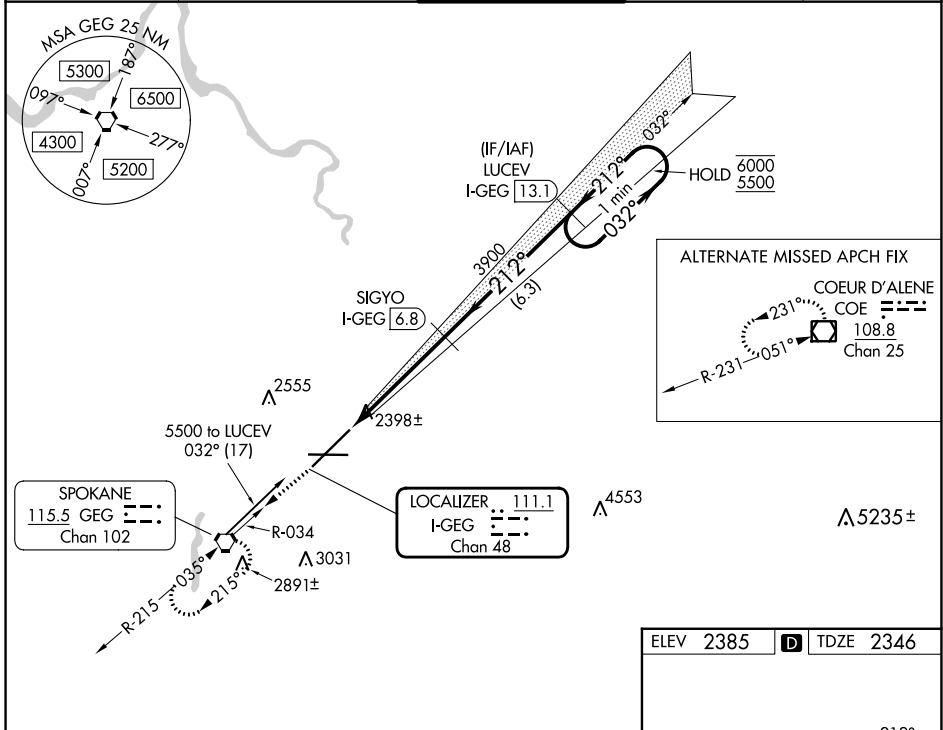 MSA GEG 25 NM
5300
187°
097°
6500
4300
277°
007°
5200
(IF/IAF)
LUCEV
I-GEG 13.1
032°
212°
1 min
032°
HOLD 6000
5500
3900
212°
(6.3)
SIGYO
I-GEG 6.8
ALTERNATE MISSED APCH FIX
COEUR D'ALENE
COE
108.8
Chan 25
231°
R-231
051°
2555
2398±
5500 to LUCEV
032° (17)
SPOKANE
115.5 GEG
Chan 102
R-034
LOCALIZER 111.1
I-GEG
Chan 48
4553
5235±
3031
2891±
035°
R-215
215°
ELEV 2385 D TDZE 2346